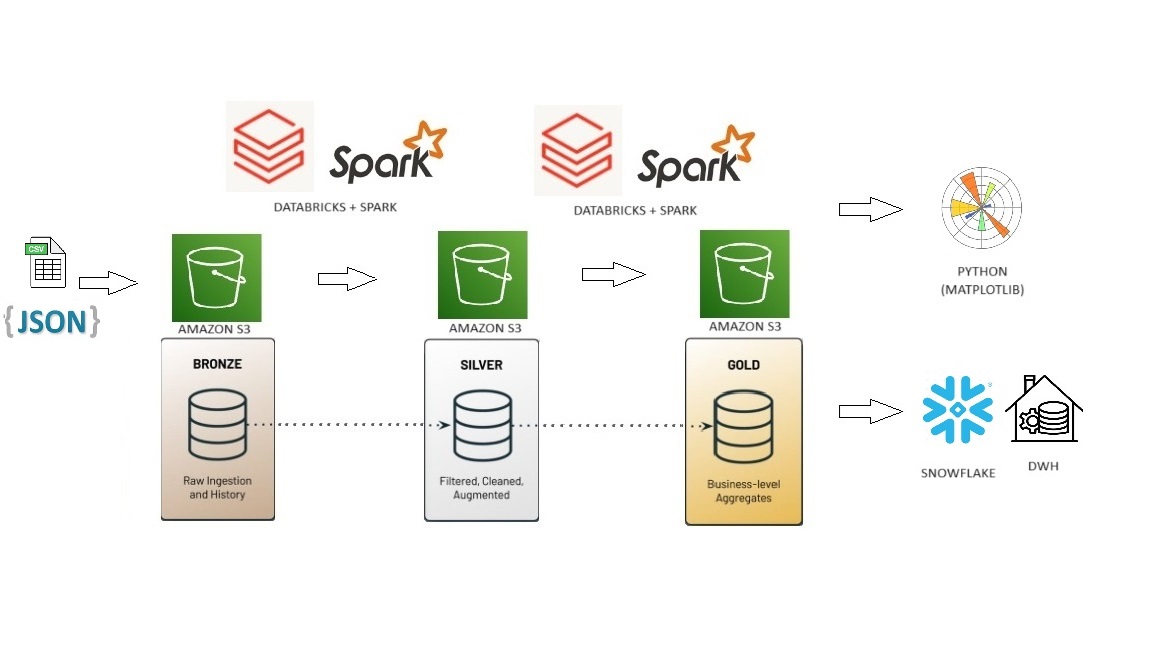 Spark
Spark
DATABRICKS + SPARK
DATABRICKS + SPARK
CSV
{JSON}
AMAZON S3
AMAZON S3
AMAZON S3
BRONZE
Raw Ingestion
and History
SILVER
Filtered, Cleaned,
Augmented
GOLD
Business-level
Aggregates
PYTHON
(MATPLOTLIB)
SNOWFLAKE
DWH